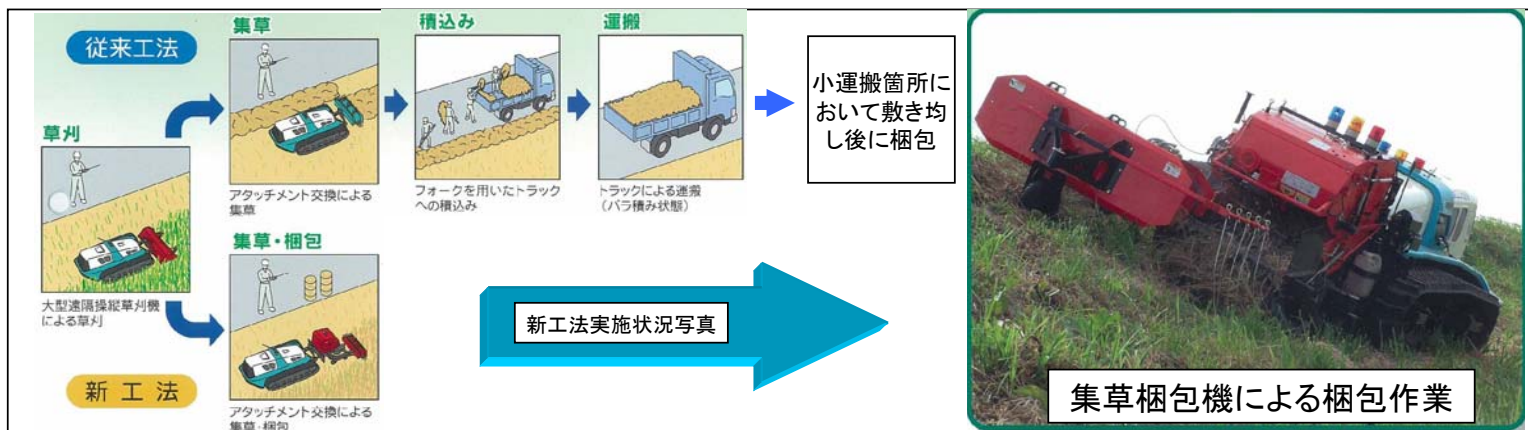 従来工法
草刈
大型遠隔操縦草刈機
による草刈
集草
アタッチメント交換による
集草
積込み
フォークを用いたトラック
への積込み
運搬
トラックによる運搬
(バラ積み状態)
小運搬箇所に
おいて敷き均
し後に梱包
新工法
集草・梱包
アタッチメント交換による
集草・梱包
新工法実施状況写真
集草梱包機による梱包作業